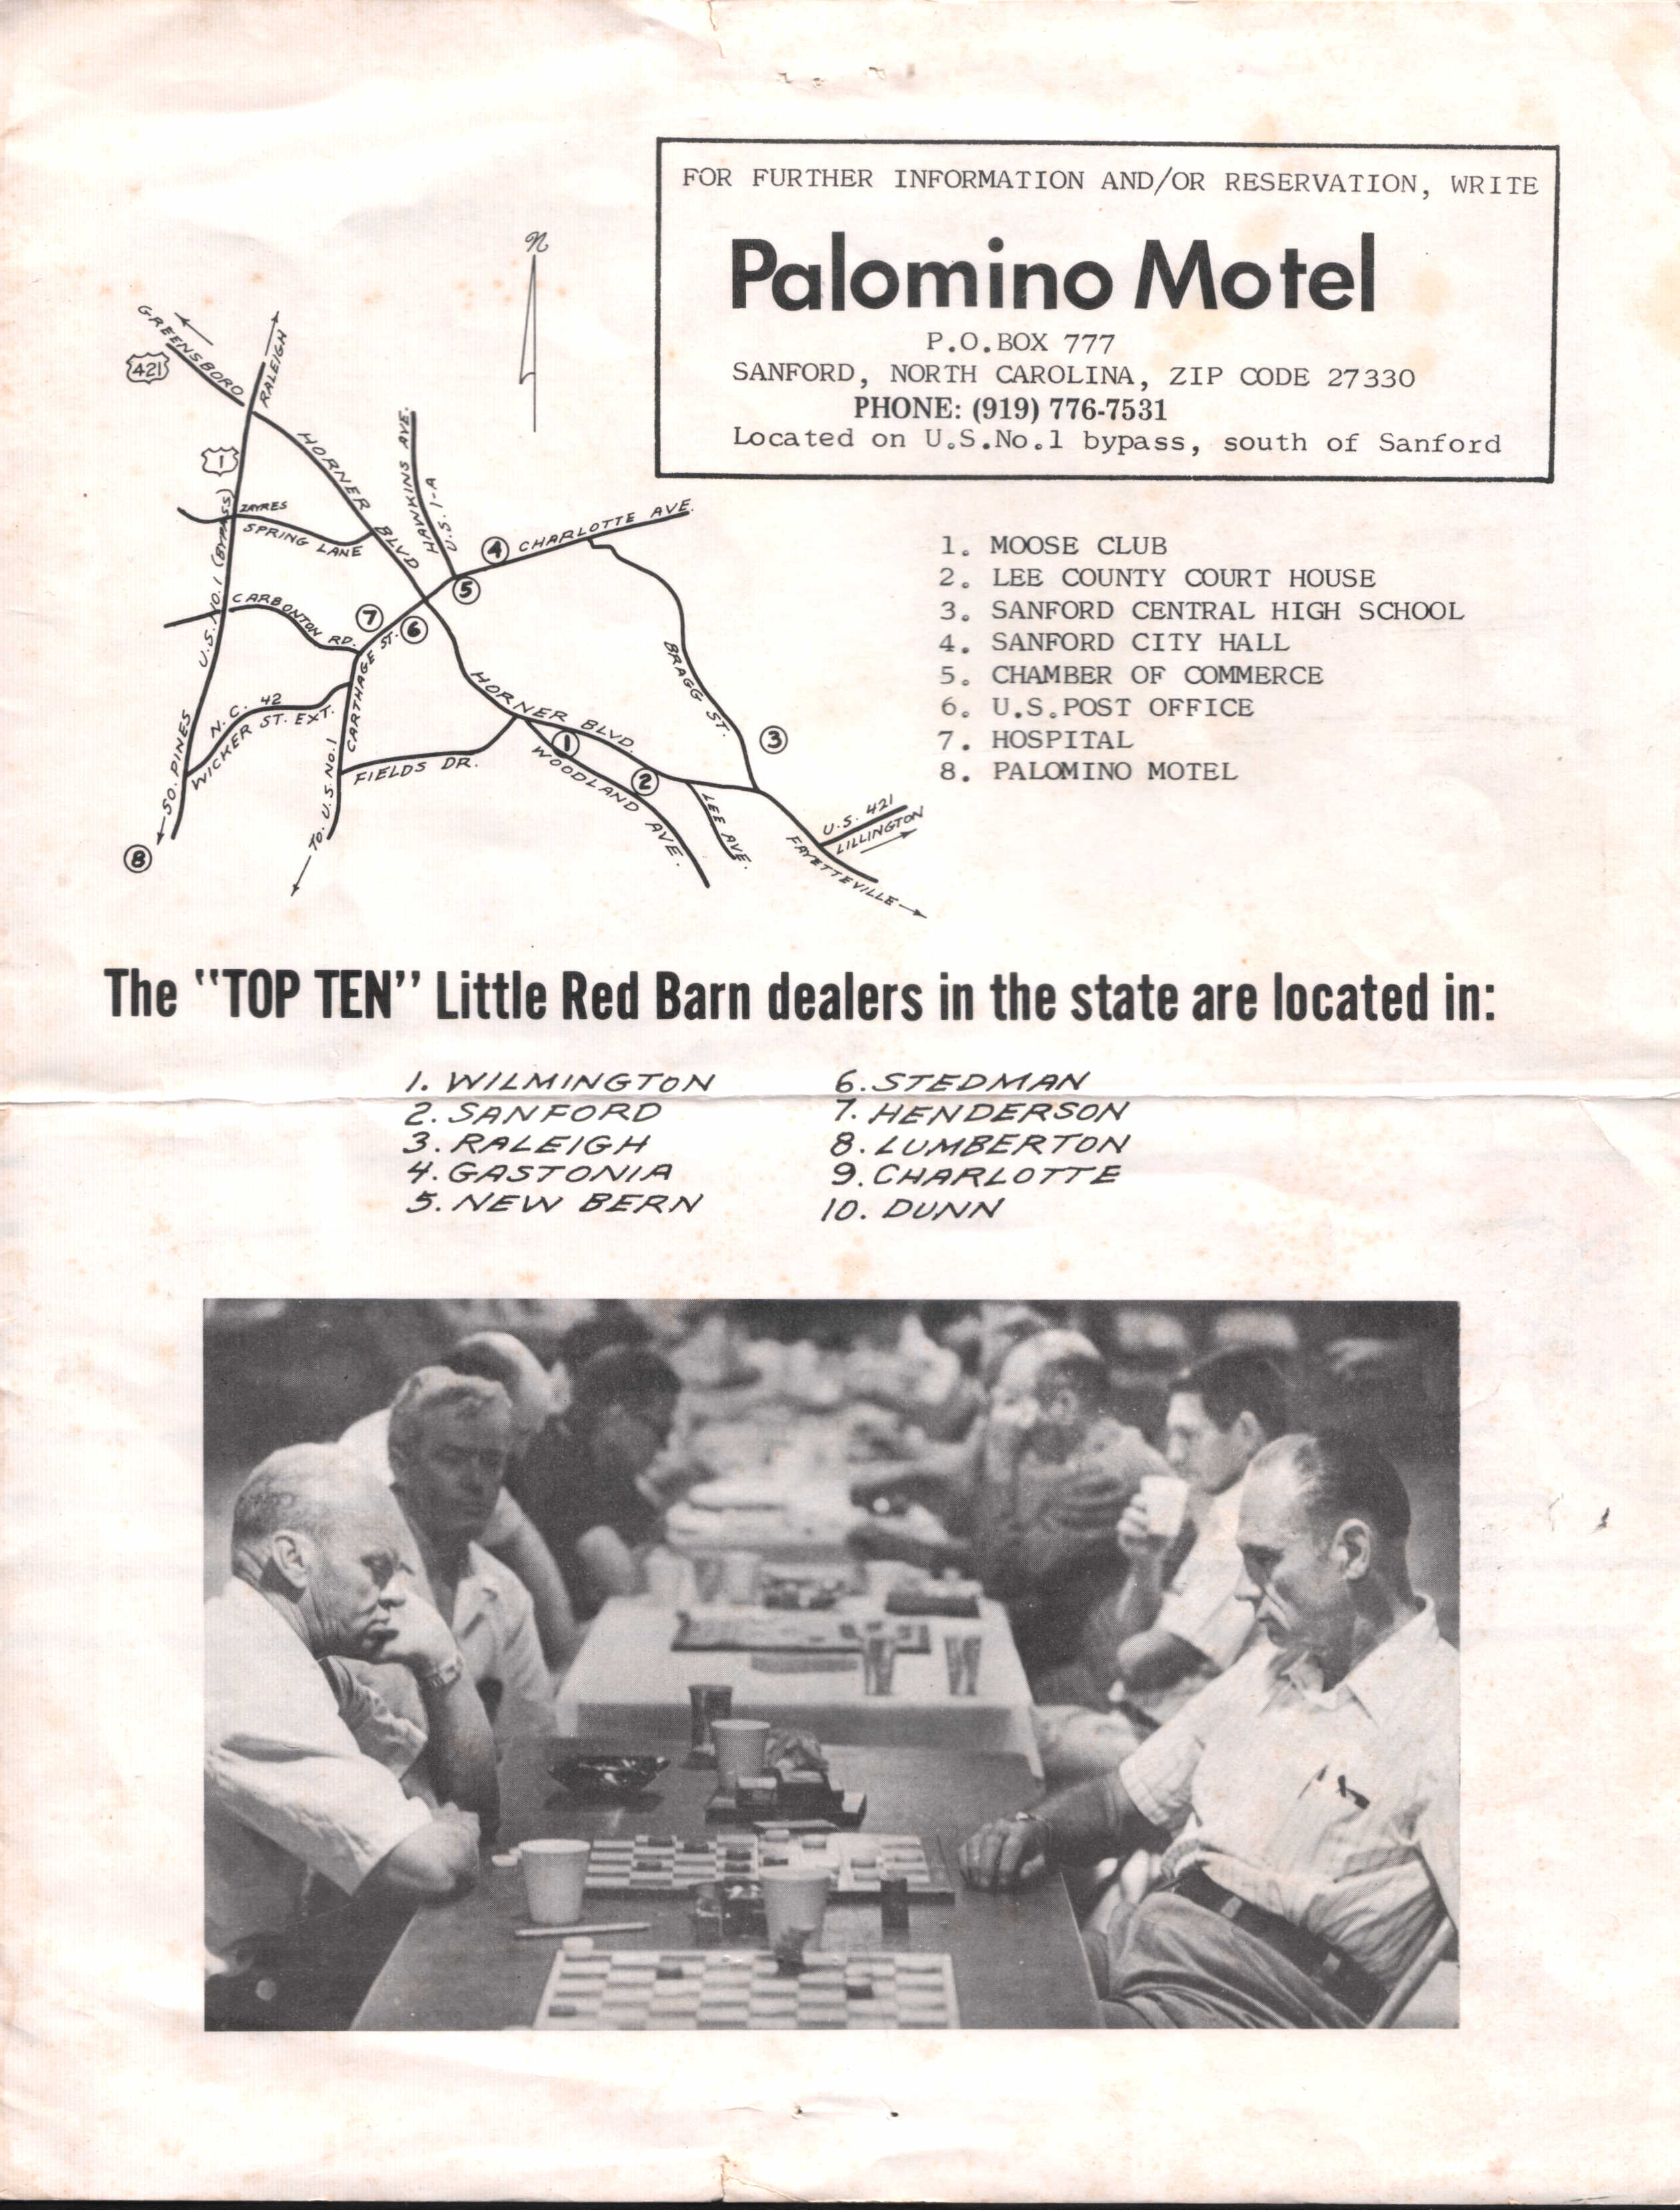 FOR FURTHER INFORMATION AND/OR RESERVATION, WRITE
Palomino Motel
P.O.BOX 777
SANFORD, NORTH CAROLINA, ZIP CODE 27330
PHONE: (919) 776-7531
Located on U.S.No.1 bypass, south of Sanford
N
GREENSBORO
421
RALEIGH
1
HORNER BLVD
HAWKINS AVE.
U.S. 1-A
ZAYRES
SPRING LANE
U.S. NO. 1 (BYPASS)
4
CHARLOTTE AVE.
5
CARBONTON RD.
7
6
CARTHAGE ST.
BRAGG ST.
N.C. 42
WICKER ST. EXT.
HORNER BLVD.
1
3
SO. PINES
FIELDS DR.
WOODLAND AVE.
2
TO U.S. NO. 1
LEE AVE.
U.S. 421
LILLINGTON
FAYETTEVILLE
8
1. MOOSE CLUB
2. LEE COUNTY COURT HOUSE
3. SANFORD CENTRAL HIGH SCHOOL
4. SANFORD CITY HALL
5. CHAMBER OF COMMERCE
6. U.S.POST OFFICE
7. HOSPITAL
8. PALOMINO MOTEL
The "TOP TEN" Little Red Barn dealers in the state are located in:
1. WILMINGTON
2. SANFORD
3. RALEIGH
4. GASTONIA
5. NEW BERN
6. STEDMAN
7. HENDERSON
8. LUMBERTON
9. CHARLOTTE
10. DUNN